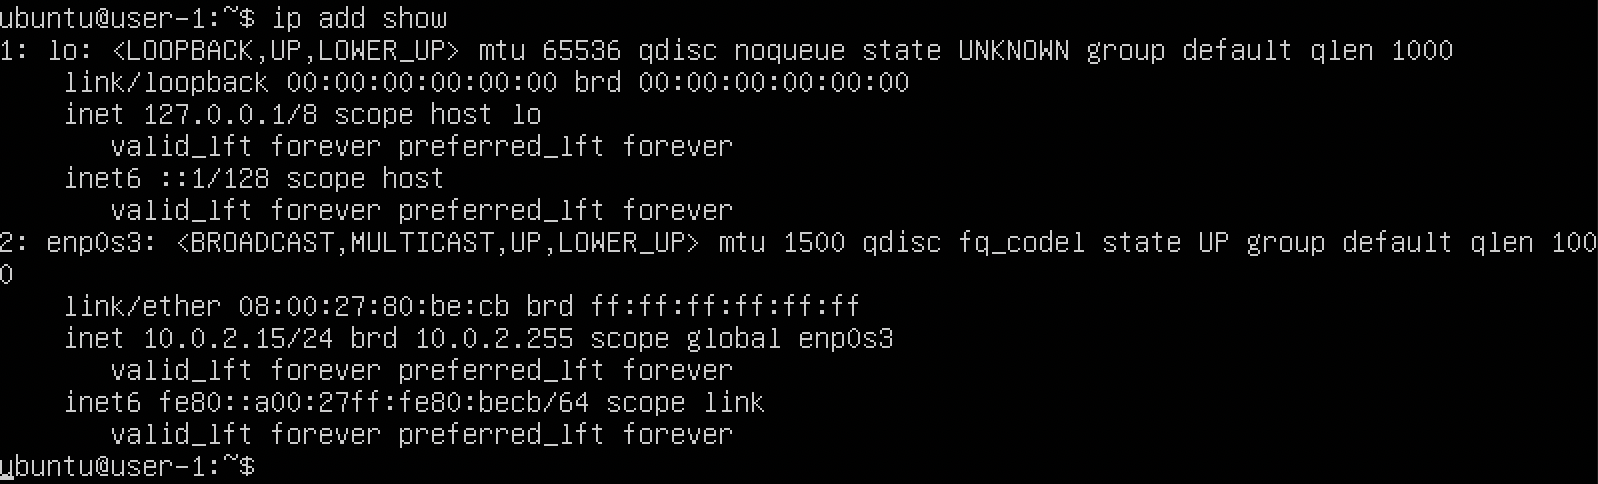 ubuntu@user-1:~$ ip add show
1: lo: <LOOPBACK,UP,LOWER_UP> mtu 65536 qdisc noqueue state UNKNOWN group default qlen 1000
    link/loopback 00:00:00:00:00:00 brd 00:00:00:00:00:00
    inet 127.0.0.1/8 scope host lo
       valid_lft forever preferred_lft forever
    inet6 ::1/128 scope host
       valid_lft forever preferred_lft forever
2: enp0s3: <BROADCAST,MULTICAST,UP,LOWER_UP> mtu 1500 qdisc fq_codel state UP group default qlen 100
0
    link/ether 08:00:27:80:be:cb brd ff:ff:ff:ff:ff:ff
    inet 10.0.2.15/24 brd 10.0.2.255 scope global enp0s3
       valid_lft forever preferred_lft forever
    inet6 fe80::a00:27ff:fe80:becb/64 scope link
       valid_lft forever preferred_lft forever
ubuntu@user-1:~$